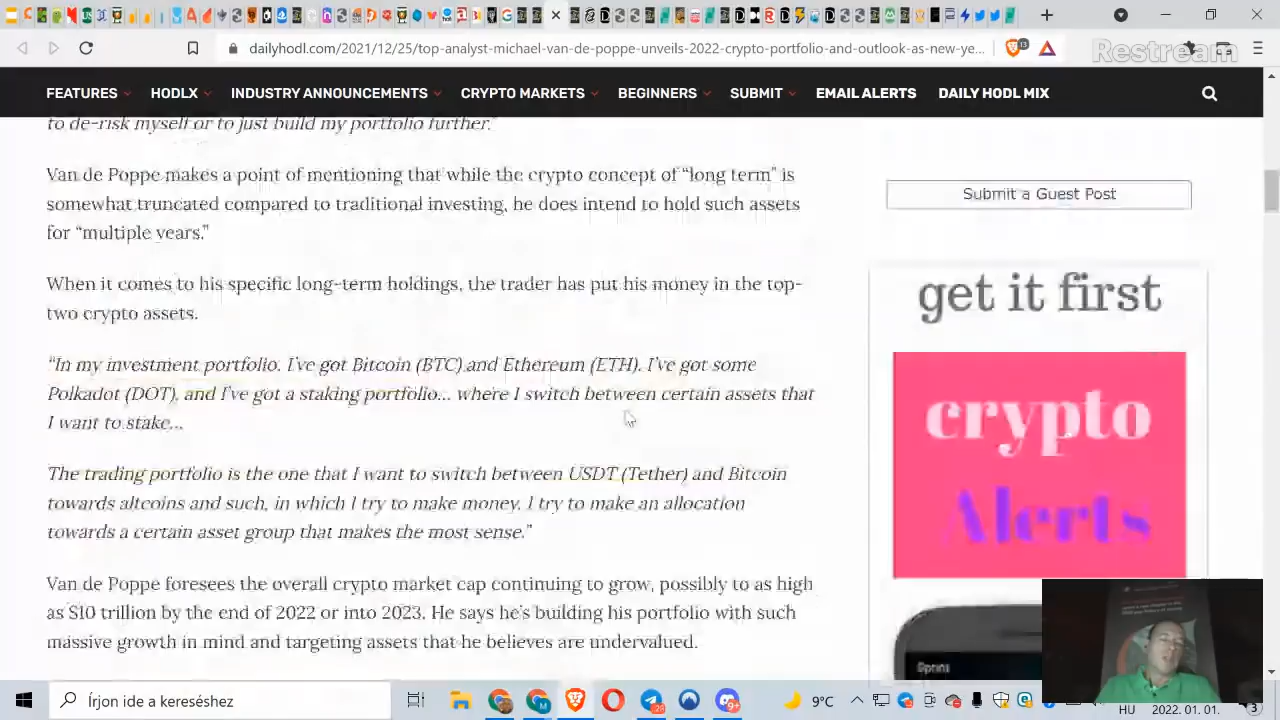 dailyhodl.com/2021/12/25/top-analyst-michael-van-de-poppe-unveils-2022-crypto-portfolio-and-outlook-as-new-ye...
13
Restream
FEATURES HODLX INDUSTRY ANNOUNCEMENTS CRYPTO MARKETS BEGINNERS SUBMIT EMAIL ALERTS DAILY HODL MIX
to de-risk myself or to just build my portfolio further."
Van de Poppe makes a point of mentioning that while the crypto concept of “long term” is
somewhat truncated compared to traditional investing, he does intend to hold such assets
for “multiple years.”
When it comes to his specific long-term holdings, the trader has put his money in the top-
two crypto assets.
“In my investment portfolio, I’ve got Bitcoin (BTC) and Ethereum (ETH). I’ve got some
Polkadot (DOT), and I’ve got a staking portfolio... where I switch between certain assets that
I want to stake...
The trading portfolio is the one that I want to switch between USDT (Tether) and Bitcoin
towards altcoins and such, in which I try to make money. I try to make an allocation
towards a certain asset group that makes the most sense.”
Van de Poppe foresees the overall crypto market cap continuing to grow, possibly to as high
as $10 trillion by the end of 2022 or into 2023. He says he’s building his portfolio with such
massive growth in mind and targeting assets that he believes are undervalued.
Submit a Guest Post
get it first
crypto
Alerts
Írjon ide a kereséshez
9+
9°C
HU
2022. 01. 01.